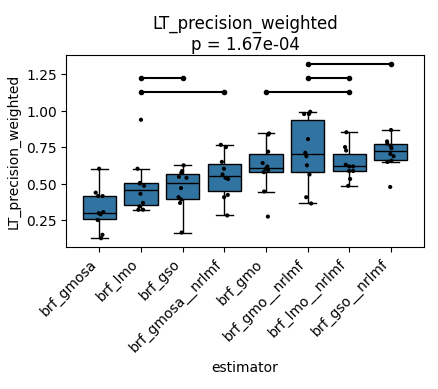 LT_precision_weighted
p = 1.67e-04
LT_precision_weighted
1.25
1.00
0.75
0.50
0.25
brf_gmosa
brf_lmo
brf_gso
brf_gmosa__nrlmf
brf_gmo
brf_gmo__nrlmf
brf_lmo__nrlmf
brf_gso__nrlmf
estimator